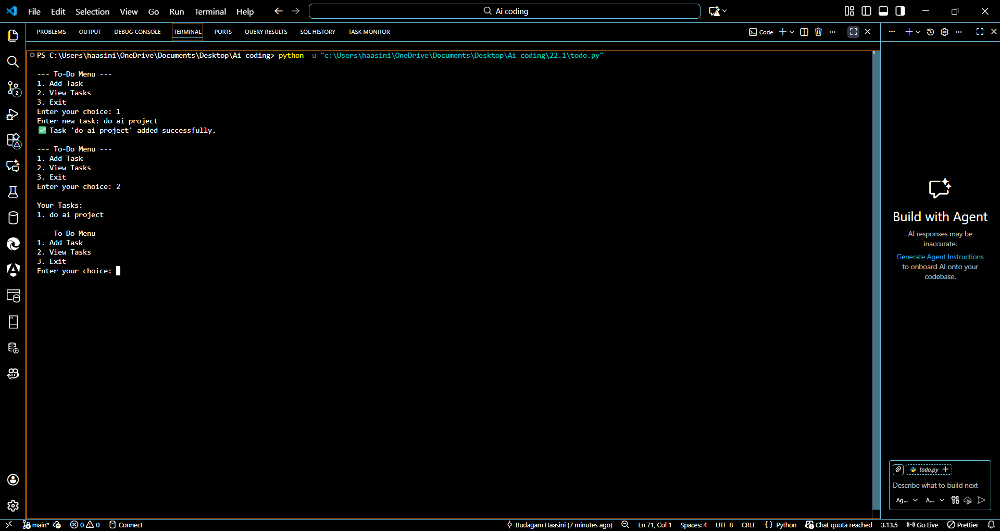 File Edit Selection View Go Run Terminal Help
Ai coding
PROBLEMS OUTPUT DEBUG CONSOLE TERMINAL PORTS QUERY RESULTS SQL HISTORY TASK MONITOR
Code
PS C:\Users\haasini\OneDrive\Documents\Desktop\Ai coding> python -u "c:\Users\haasini\OneDrive\Documents\Desktop\Ai coding\22.1\todo.py"
--- To-Do Menu ---
1. Add Task
2. View Tasks
3. Exit
Enter your choice: 1
Enter new task: do ai project
✅ Task 'do ai project' added successfully.
--- To-Do Menu ---
1. Add Task
2. View Tasks
3. Exit
Enter your choice: 2
Your Tasks:
1. do ai project
--- To-Do Menu ---
1. Add Task
2. View Tasks
3. Exit
Enter your choice:
2
Build with Agent
AI responses may be
inaccurate.
Generate Agent Instructions
to onboard AI onto your
codebase.
todo.py
Describe what to build next
Ag... A...
main* 0 0 Connect
Budagam Haasini (7 minutes ago) Ln 71, Col 1 Spaces: 4 UTF-8 CRLF { } Python Chat quota reached 3.13.5 Go Live Prettier